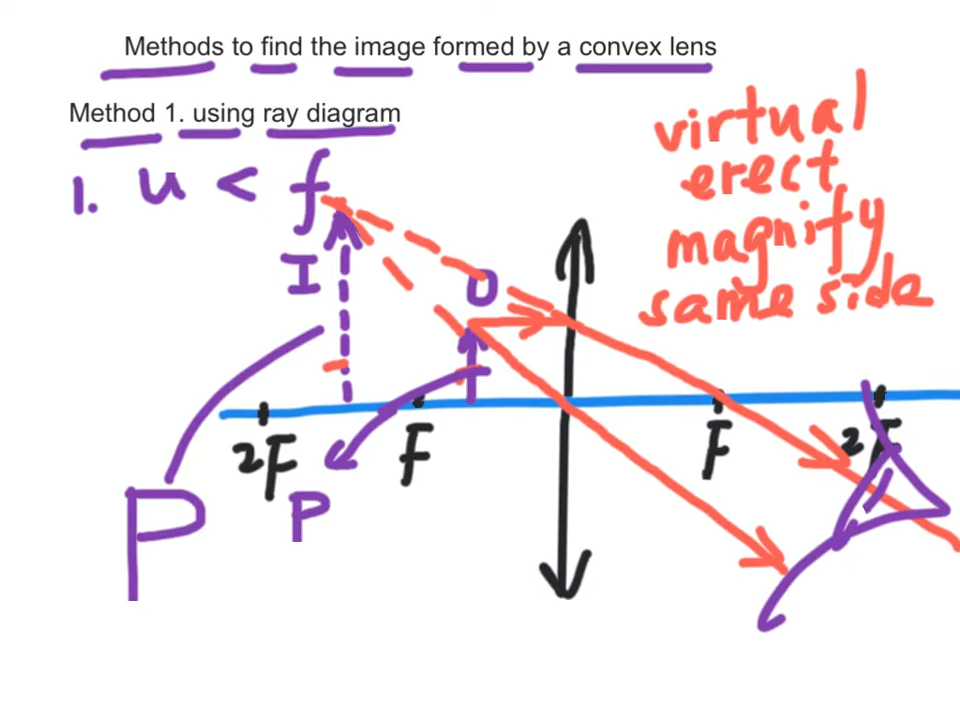 Methods to find the image formed by a convex lens
Method 1. using ray diagram
1. u < f
virtual
erect
magnify
same side
I
O
2F
F
F
2F
P
P